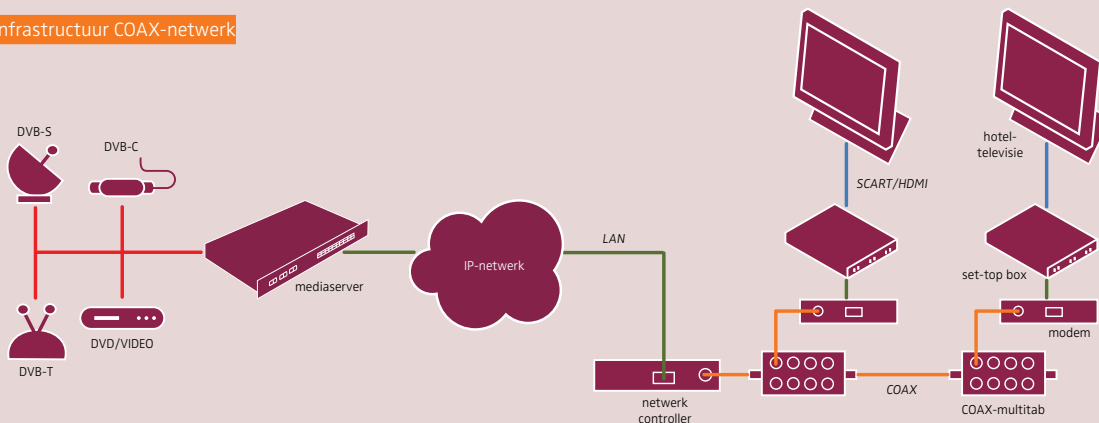 nfrastructuur COAX-netwerk
DVB-S
DVB-C
hotel-
televisie
SCART/HDMI
LAN
IP-netwerk
mediaserver
set-top box
DVD/VIDEO
modem
DVB-T
COAX
netwerk
controller
COAX-multitab